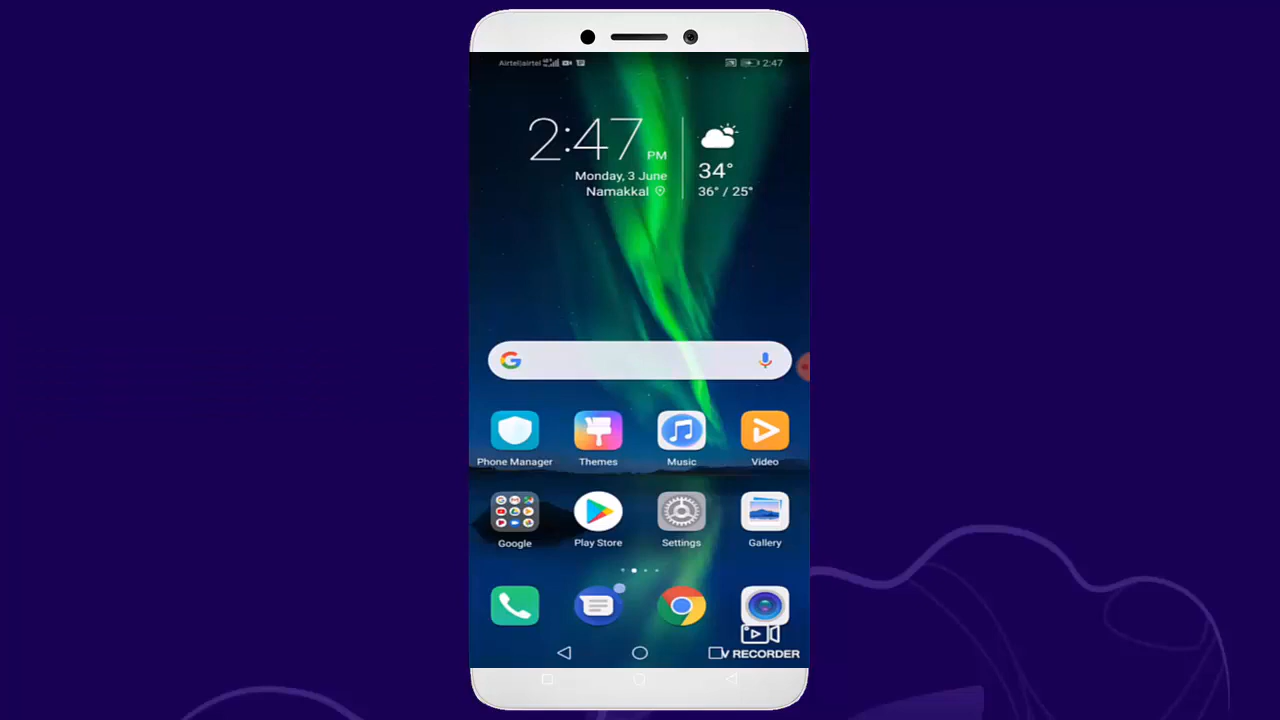 Airtel|airtel
2:47
2:47 PM
Monday, 3 June
Namakkal
34°
36° / 25°
Phone Manager
Themes
Music
Video
Google
Play Store
Settings
Gallery
V RECORDER